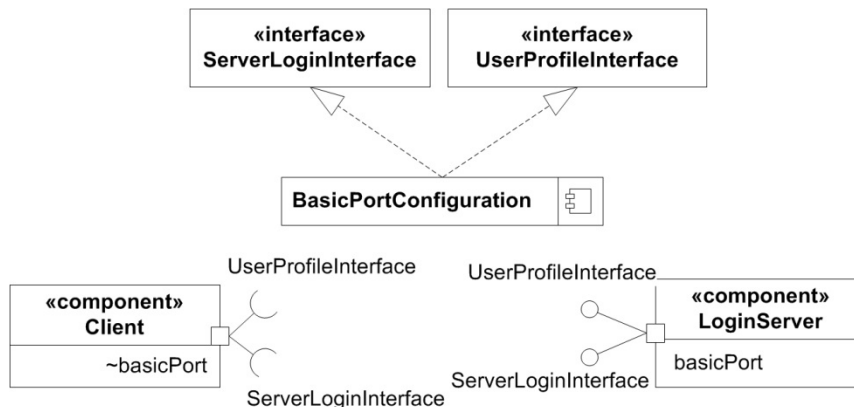 «interface»
ServerLoginInterface
«interface»
UserProfileInterface
BasicPortConfiguration
UserProfileInterface
«component»
Client
~basicPort
ServerLoginInterface
UserProfileInterface
«component»
LoginServer
basicPort
ServerLoginInterface